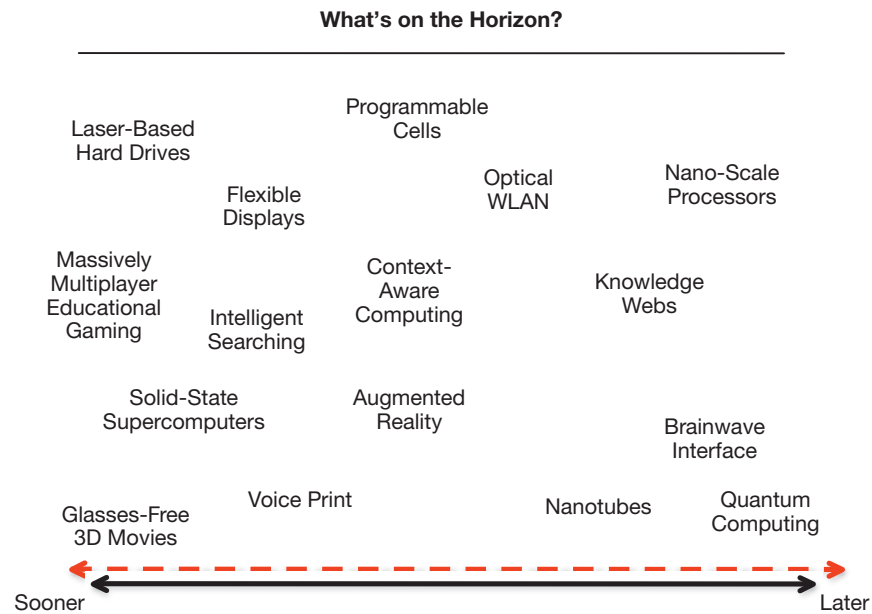 What’s on the Horizon?
Programmable
Cells
Laser-Based
Hard Drives
Optical
WLAN
Nano-Scale
Processors
Flexible
Displays
Massively
Multiplayer
Educational
Gaming
Context-
Aware
Computing
Knowledge
Webs
Intelligent
Searching
Solid-State
Supercomputers
Augmented
Reality
Brainwave
Interface
Voice Print
Nanotubes
Quantum
Computing
Glasses-Free
3D Movies
Sooner
Later